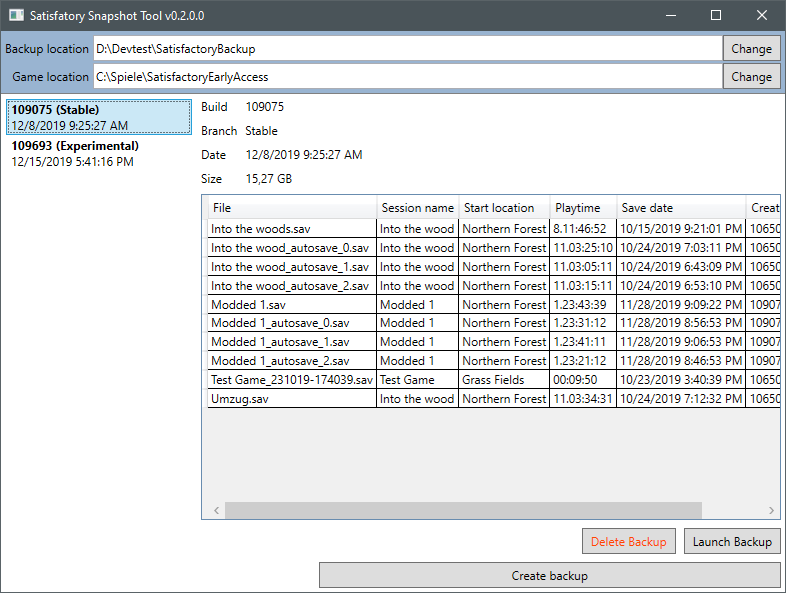 Satisfatory Snapshot Tool v0.2.0.0
Backup location D:\Devtest\SatisfactoryBackup Change
Game location C:\Spiele\SatisfactoryEarlyAccess Change
109075 (Stable)
12/8/2019 9:25:27 AM
109693 (Experimental)
12/15/2019 5:41:16 PM
Build 109075
Branch Stable
Date 12/8/2019 9:25:27 AM
Size 15,27 GB
File Session name Start location Playtime Save date Creat
Into the woods.sav Into the wood Northern Forest 8.11:46:52 10/15/2019 9:21:01 PM 10650
Into the wood_autosave_0.sav Into the wood Northern Forest 11.03:25:10 10/24/2019 7:03:11 PM 10650
Into the wood_autosave_1.sav Into the wood Northern Forest 11.03:05:11 10/24/2019 6:43:09 PM 10650
Into the wood_autosave_2.sav Into the wood Northern Forest 11.03:15:11 10/24/2019 6:53:10 PM 10650
Modded 1.sav Modded 1 Northern Forest 1.23:43:39 11/28/2019 9:09:22 PM 10907
Modded 1_autosave_0.sav Modded 1 Northern Forest 1.23:31:12 11/28/2019 8:56:53 PM 10907
Modded 1_autosave_1.sav Modded 1 Northern Forest 1.23:41:11 11/28/2019 9:06:53 PM 10907
Modded 1_autosave_2.sav Modded 1 Northern Forest 1.23:21:12 11/28/2019 8:46:53 PM 10907
Test Game_231019-174039.sav Test Game Grass Fields 00:09:50 10/23/2019 3:40:39 PM 10650
Umzug.sav Into the wood Northern Forest 11.03:34:31 10/24/2019 7:12:32 PM 10650
Delete Backup Launch Backup
Create backup